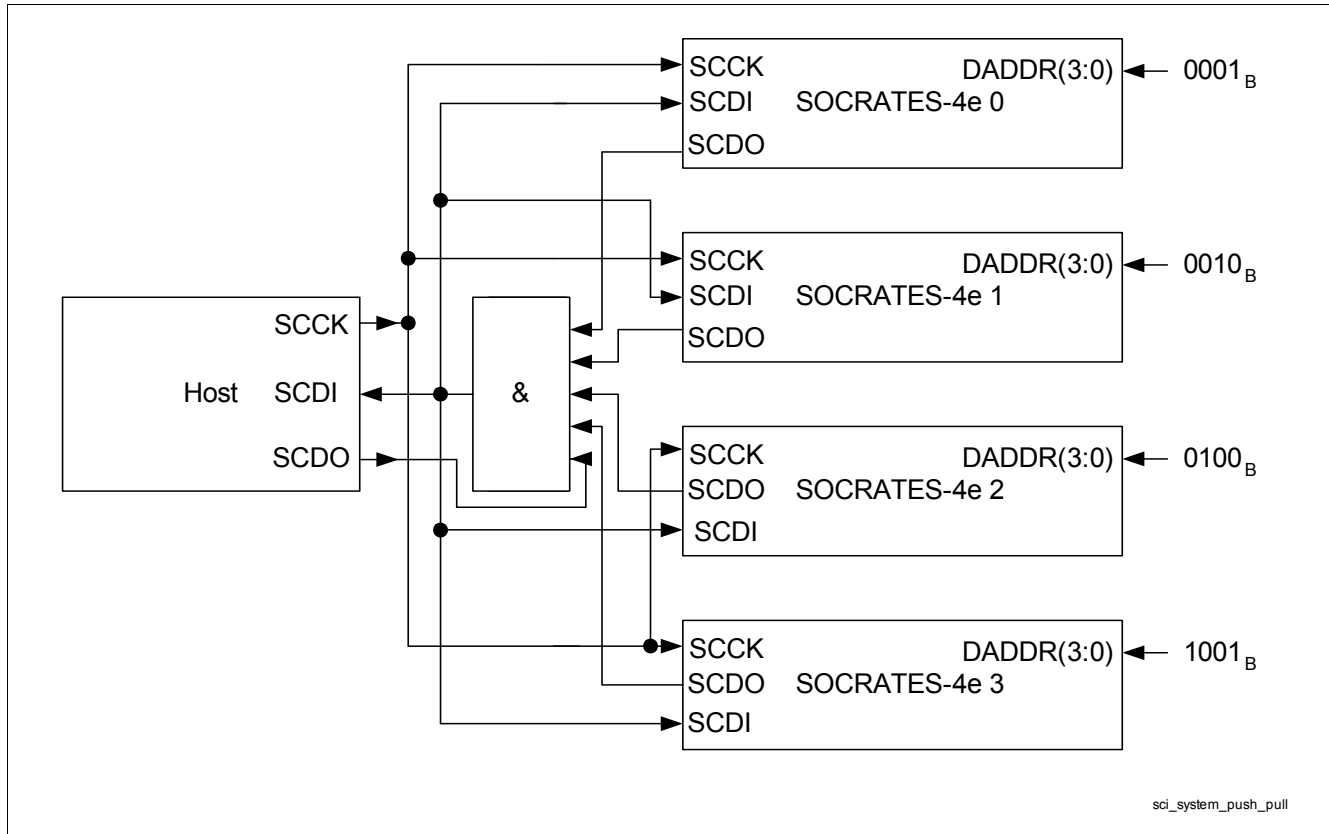 SCCK DADDR(3:0) 0001B
SCDI SOCRATES-4e 0
SCDO
SCCK DADDR(3:0) 0010B
SCDI SOCRATES-4e 1
SCDO
SCCK
Host SCDI
SCDO
&
SCCK DADDR(3:0) 0100B
SCDO SOCRATES-4e 2
SCDI
SCCK DADDR(3:0) 1001B
SCDO SOCRATES-4e 3
SCDI
sci_system_push_pull